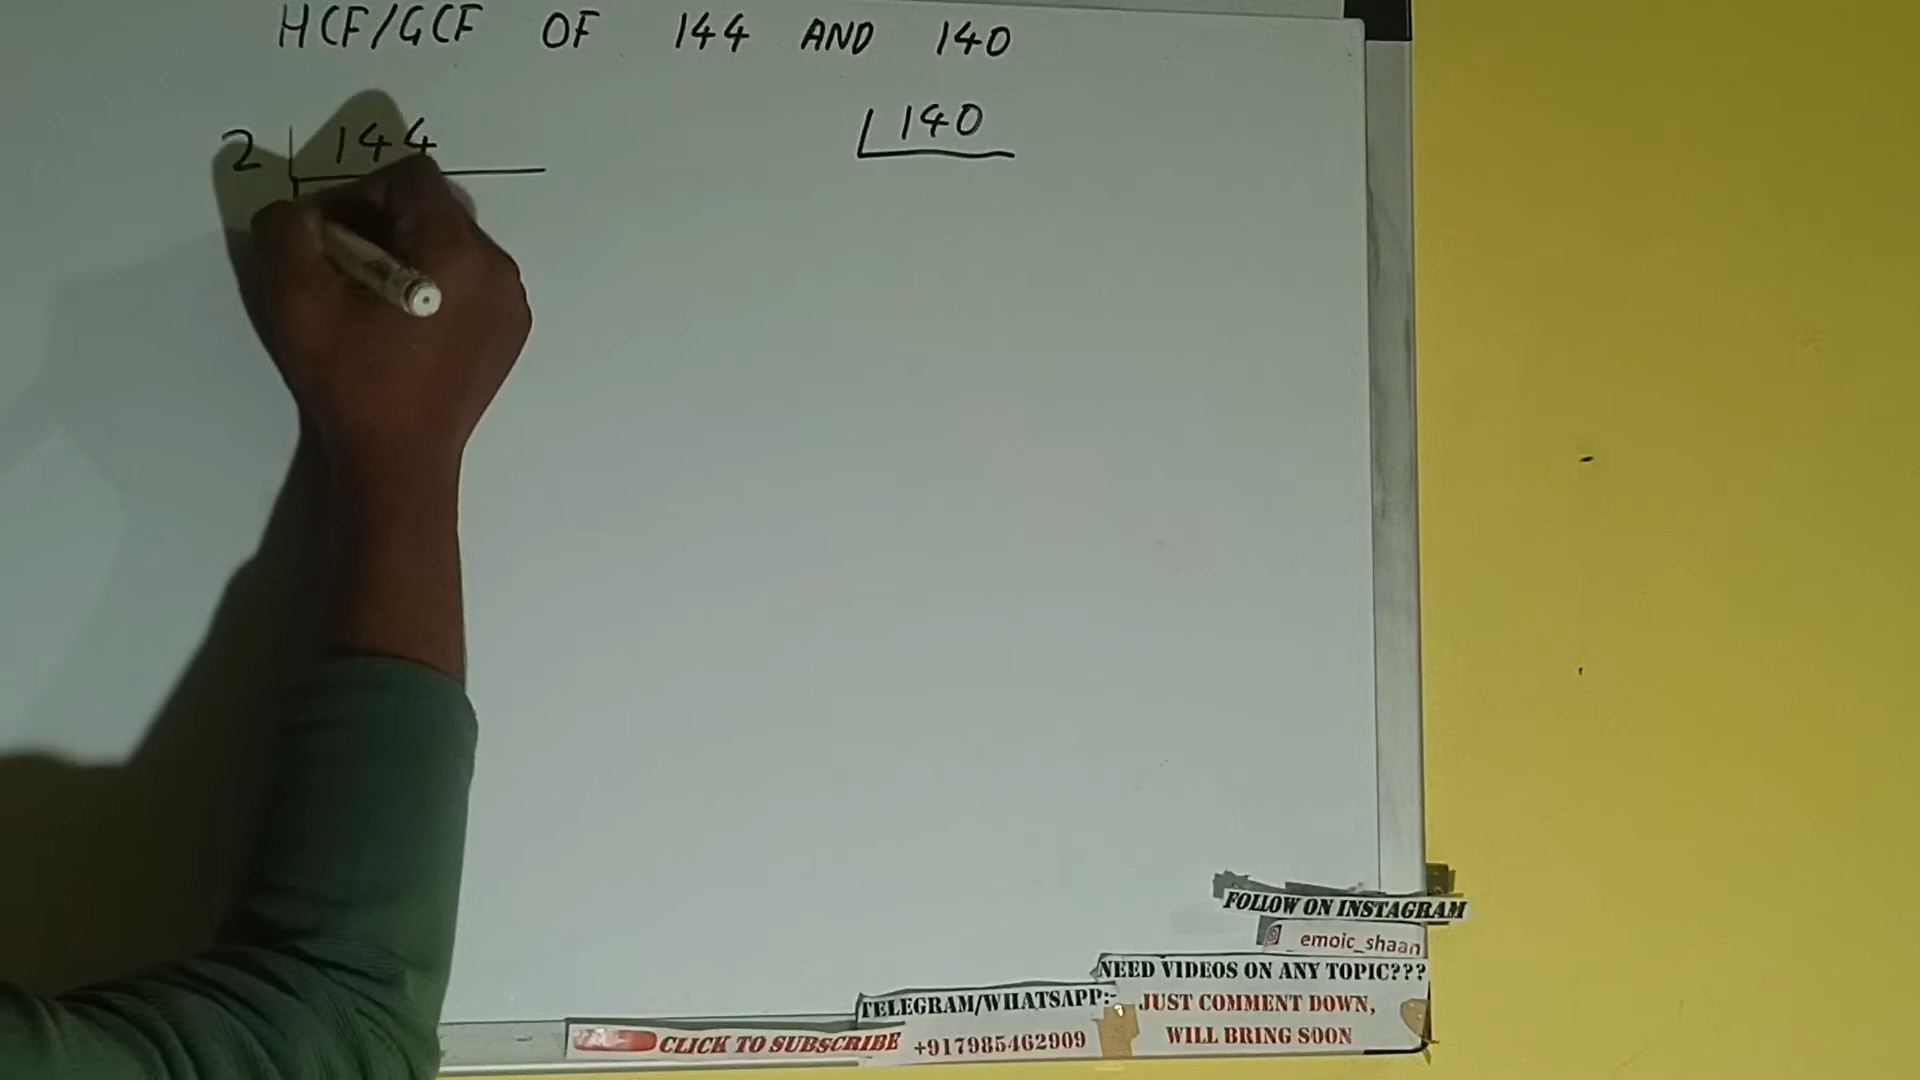 HCF/GCF OF 144 AND 140
2 144
140
FOLLOW ON INSTAGRAM
_emoic_shaan
NEED VIDEOS ON ANY TOPIC???
TELEGRAM/WHATSAPP:- JUST COMMENT DOWN,
CLICK TO SUBSCRIBE +917985462909 WILL BRING SOON